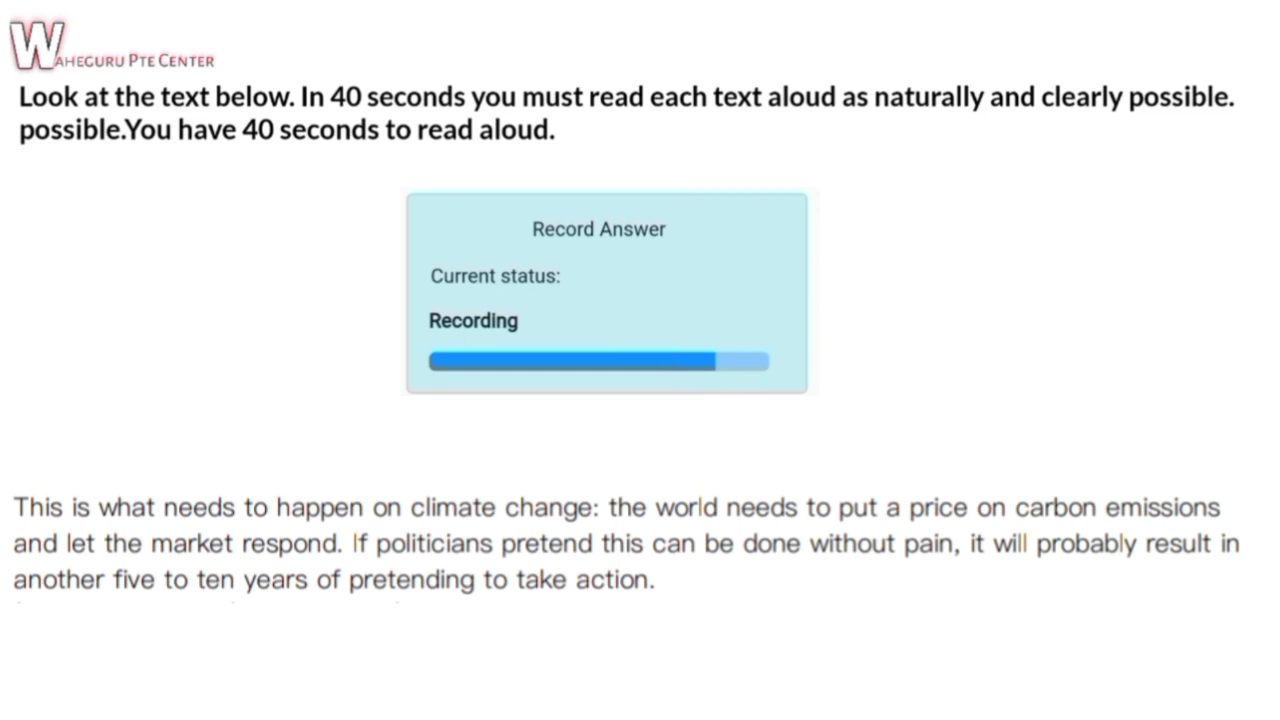 WAHEGURU PTE CENTER
Look at the text below. In 40 seconds you must read each text aloud as naturally and clearly possible.
possible.You have 40 seconds to read aloud.
Record Answer
Current status:
Recording
This is what needs to happen on climate change: the world needs to put a price on carbon emissions
and let the market respond. If politicians pretend this can be done without pain, it will probably result in
another five to ten years of pretending to take action.